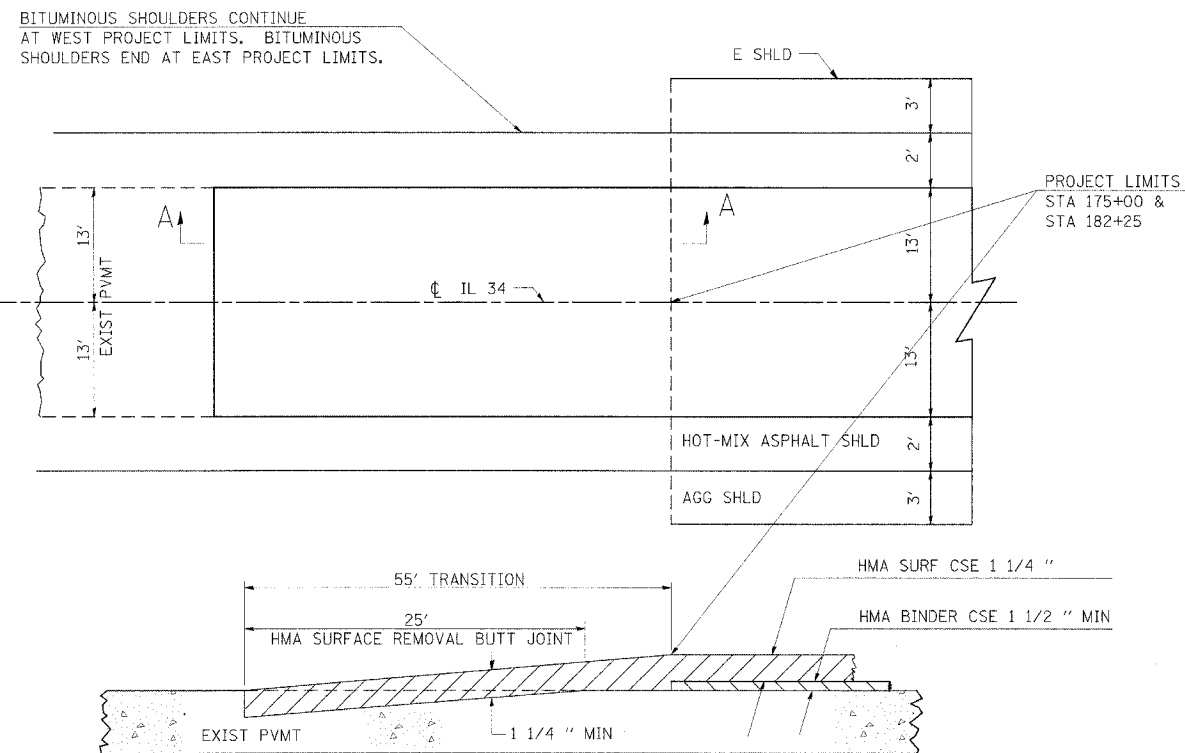 BITUMINOUS SHOULDERS CONTINUE
AT WEST PROJECT LIMITS. BITUMINOUS
SHOULDERS END AT EAST PROJECT LIMITS.
E SHLD
3'
2'
PROJECT LIMITS
STA 175+00 &
STA 182+25
A
A
13'
13'
EXIST PVMT
℄ IL 34
13'
13'
HOT-MIX ASPHALT SHLD
2'
AGG SHLD
3'
55' TRANSITION
HMA SURF CSE 1 1/4 "
25'
HMA SURFACE REMOVAL BUTT JOINT
HMA BINDER CSE 1 1/2 " MIN
EXIST PVMT
1 1/4 " MIN